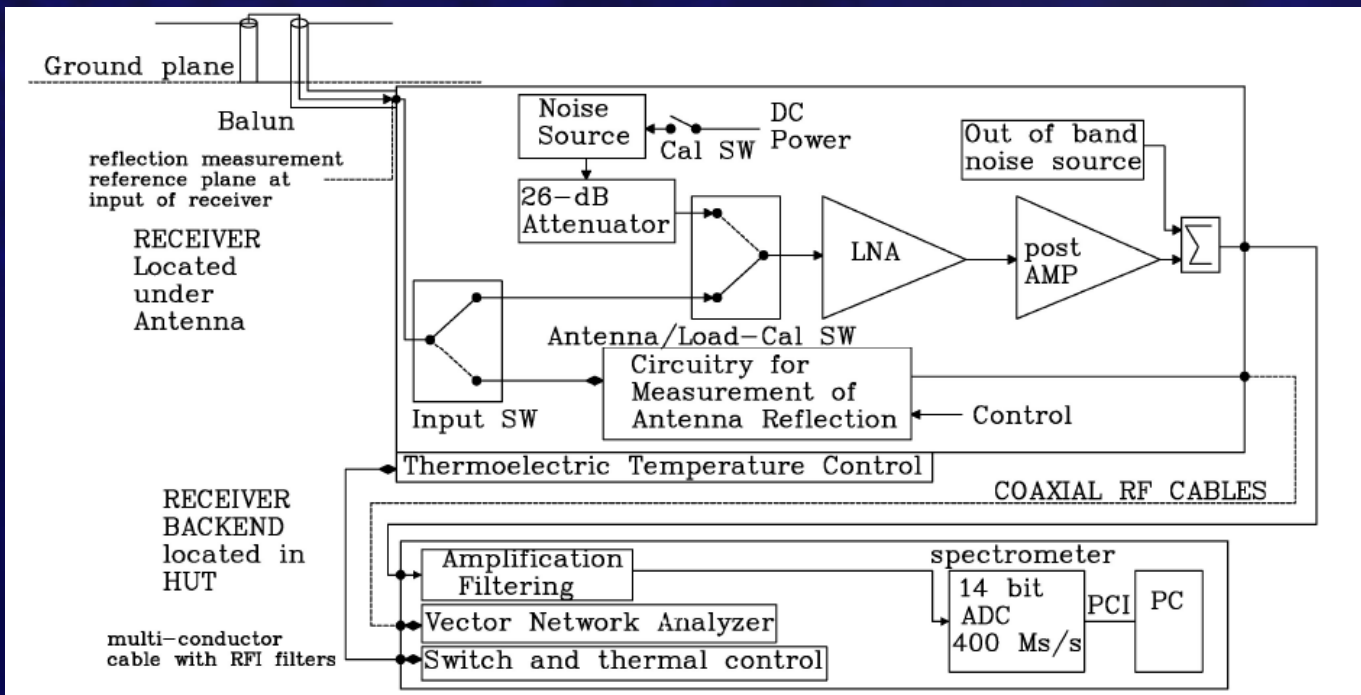 Ground plane
Balun
reflection measurement
reference plane at
input of receiver
RECEIVER
Located
under
Antenna
Noise
Source
Cal SW
DC
Power
26-dB
Attenuator
Out of band
noise source
LNA
post
AMP
Σ
Antenna/Load-Cal SW
Input SW
Circuitry for
Measurement of
Antenna Reflection
Control
Thermoelectric Temperature Control
COAXIAL RF CABLES
RECEIVER
BACKEND
located in
HUT
multi-conductor
cable with RFI filters
Amplification
Filtering
Vector Network Analyzer
Switch and thermal control
spectrometer
14 bit
ADC
400 Ms/s
PCI
PC